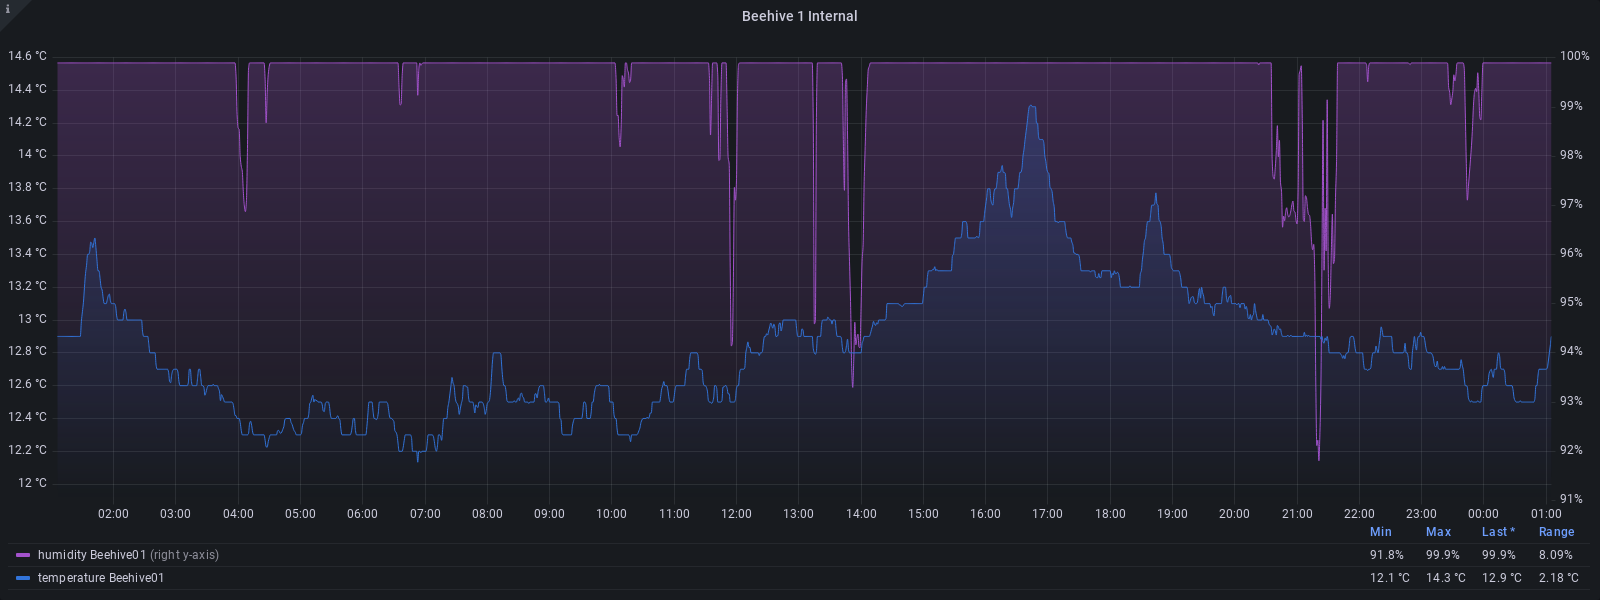 i
Beehive 1 Internal
14.6 °C 100%
14.4 °C
99%
14.2 °C
14 °C 98%
13.8 °C
97%
13.6 °C
13.4 °C 96%
13.2 °C
95%
13 °C
12.8 °C 94%
12.6 °C
93%
12.4 °C
12.2 °C 92%
12 °C
91%
02:00 03:00 04:00 05:00 06:00 07:00 08:00 09:00 10:00 11:00 12:00 13:00 14:00 15:00 16:00 17:00 18:00 19:00 20:00 21:00 22:00 23:00 00:00 01:00
Min Max Last * Range
humidity Beehive01 (right y-axis) 91.8% 99.9% 99.9% 8.09%
temperature Beehive01 12.1 °C 14.3 °C 12.9 °C 2.18 °C